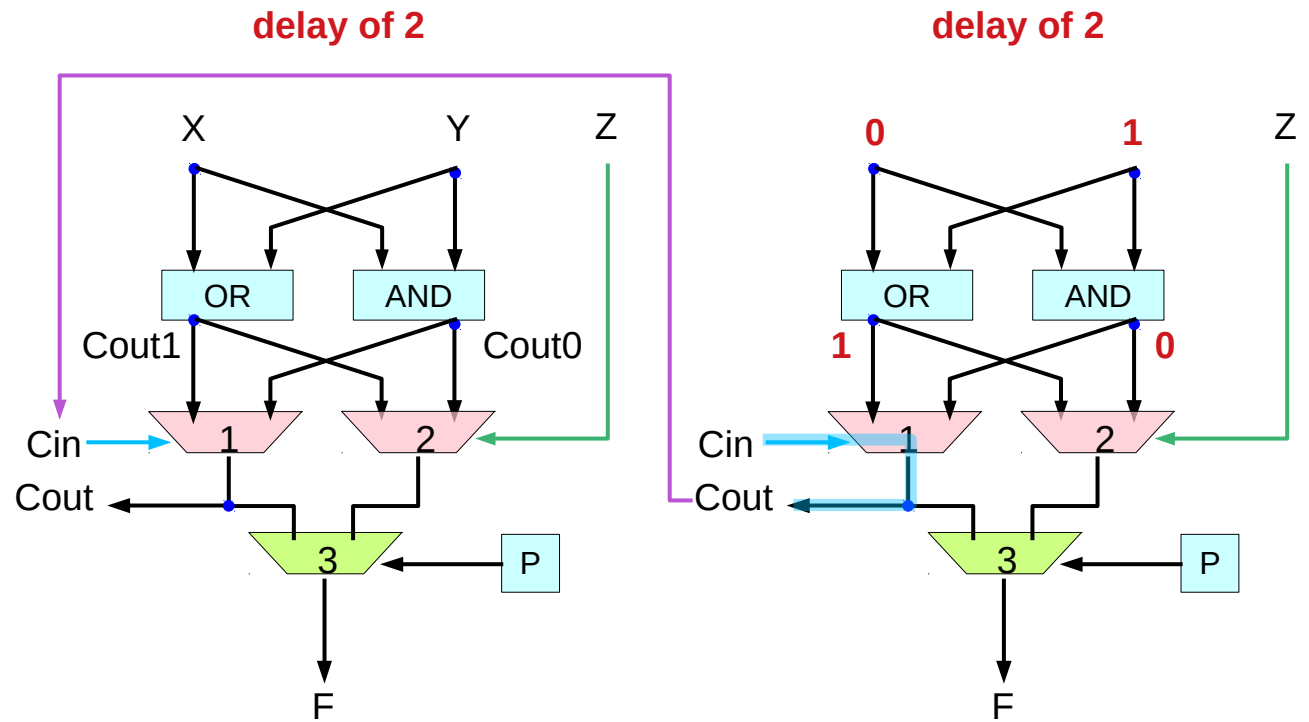 delay of 2
delay of 2
X
Y
Z
0
1
Z
OR
AND
OR
AND
Cout1
Cout0
1
0
Cin
1
2
Cin
1
2
Cout
Cout
3
P
3
P
F
F